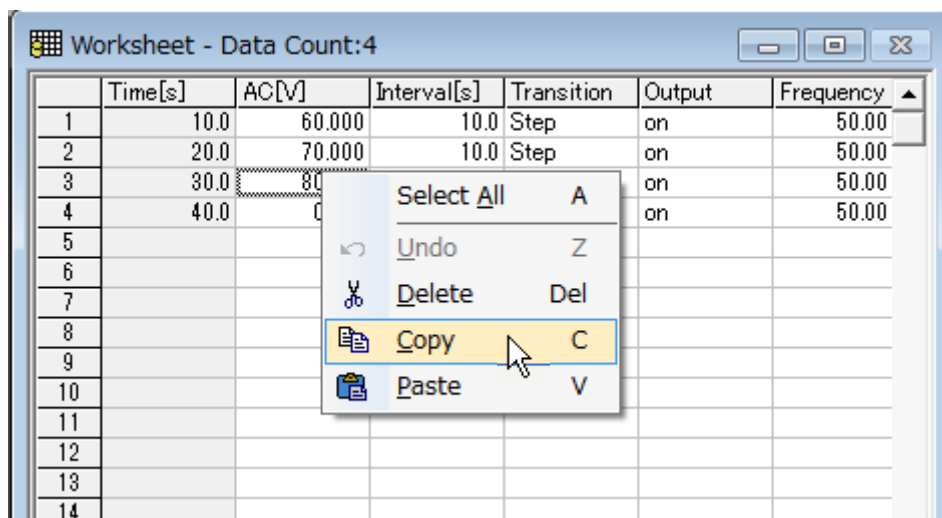 Worksheet - Data Count:4
Time[s] AC[V] Interval[s] Transition Output Frequency
1 10.0 60.000 10.0 Step on 50.00
2 20.0 70.000 10.0 Step on 50.00
3 30.0 on 50.00
4 40.0 on 50.00
5
6
7
8
9
10
11
12
13
14
Select All A
Undo Z
Delete Del
Copy C
Paste V